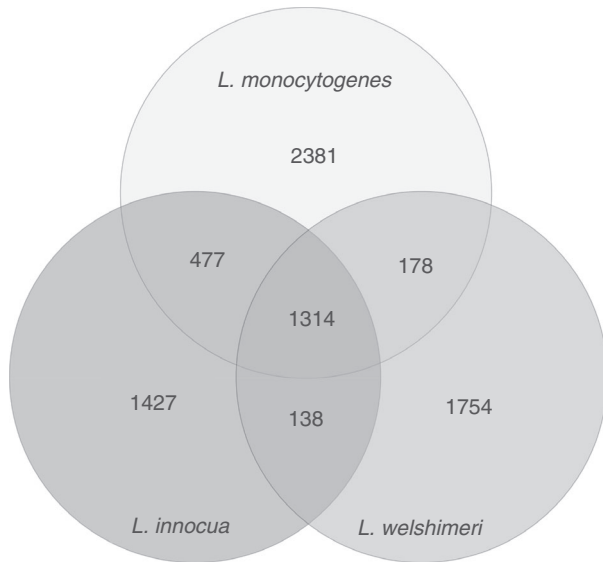 L. monocytogenes
2381
477
178
1314
1427
138
1754
L. innocua
L. welshimeri